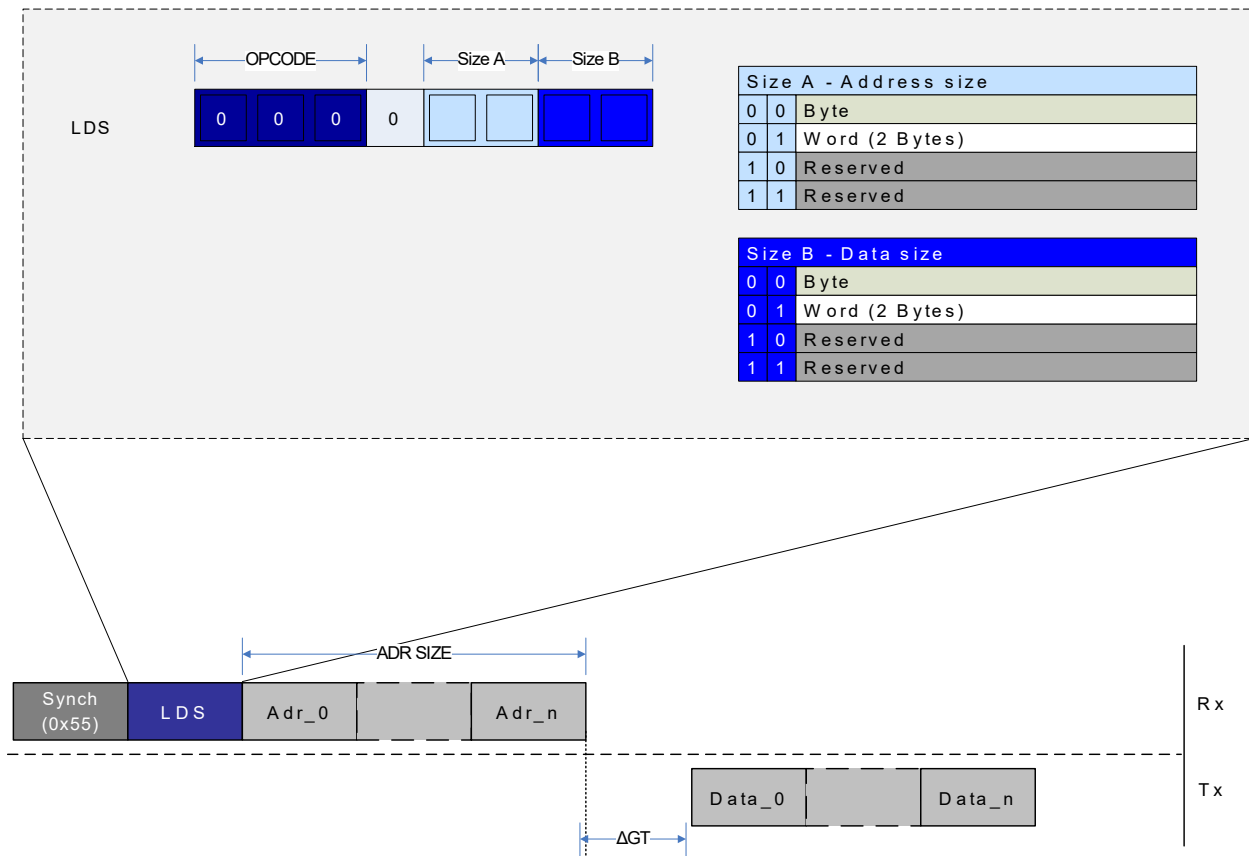 OPCODE Size A Size B
LDS 0 0 0 0
Size A - Address size
0 0 Byte
0 1 Word (2 Bytes)
1 0 Reserved
1 1 Reserved
Size B - Data size
0 0 Byte
0 1 Word (2 Bytes)
1 0 Reserved
1 1 Reserved
ADR SIZE
Synch
(0x55)
LDS Adr_0 Adr_n Rx
Data_0 Data_n Tx
ΔGT